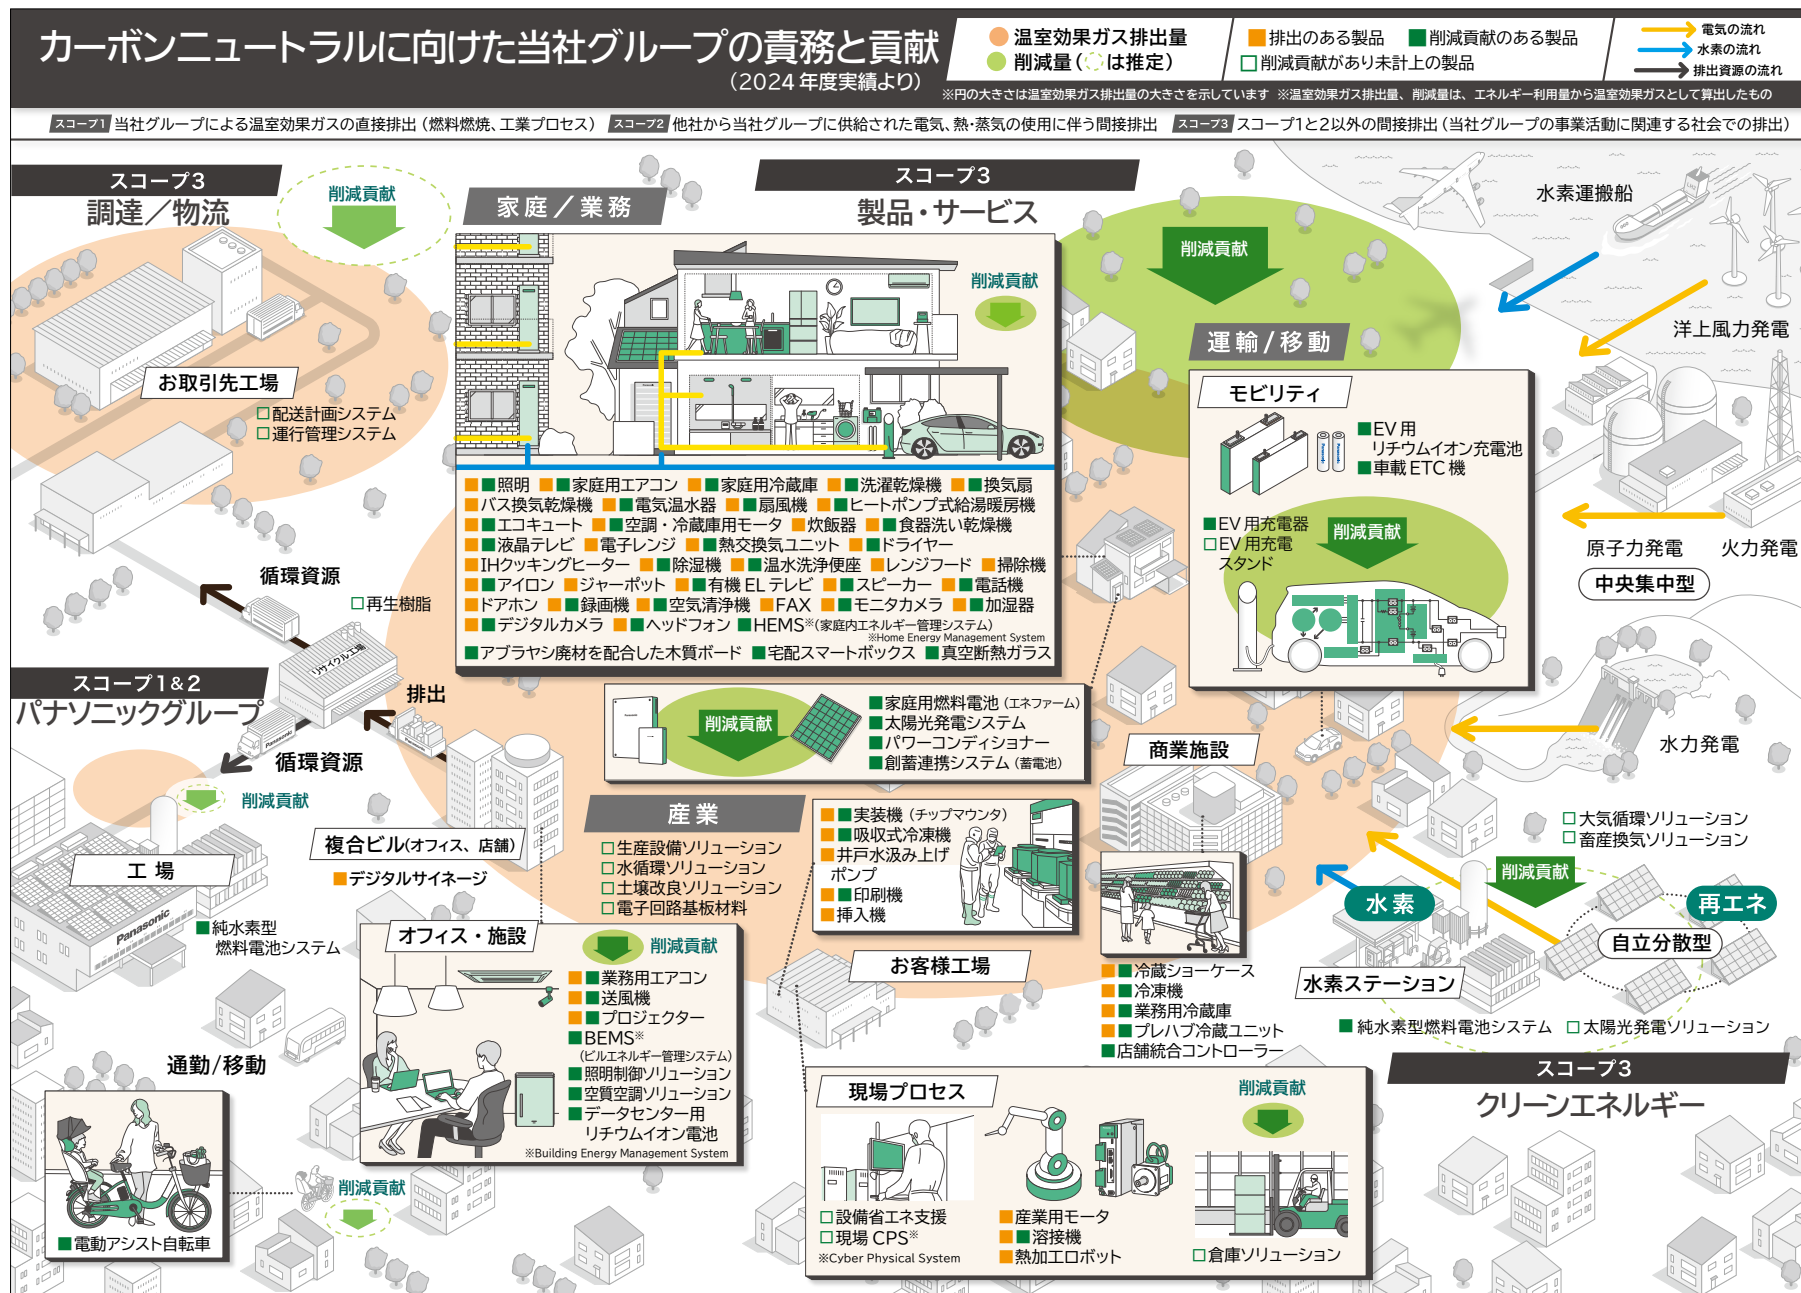 カーボンニュートラルに向けた当社グループの責務と貢献
（2024年度実績より）
温室効果ガス排出量
削減量（ は推定）
排出のある製品 削減貢献のある製品
削減貢献があり未計上の製品
電気の流れ
水素の流れ
排出資源の流れ
※円の大きさは温室効果ガス排出量の大きさを示しています ※温室効果ガス排出量、削減量は、エネルギー利用量から温室効果ガスとして算出したもの
スコープ1 当社グループによる温室効果ガスの直接排出（燃料燃焼、工業プロセス） スコープ2 他社から当社グループに供給された電気、熱・蒸気の使用に伴う間接排出 スコープ3 スコープ1と2以外の間接排出（当社グループの事業活動に関連する社会での排出）
スコープ3
調達／物流
削減貢献
お取引先工場
配送計画システム
運行管理システム
循環資源
再生樹脂
リサイクル工場
排出
スコープ1&2
パナソニックグループ
Panasonic
循環資源
削減貢献
工場
Panasonic
純水素型
燃料電池システム
複合ビル(オフィス、店舗)
デジタルサイネージ
通勤/移動
電動アシスト自転車
削減貢献
スコープ3
製品・サービス
家庭／業務
削減貢献
照明 家庭用エアコン 家庭用冷蔵庫 洗濯乾燥機 換気扇
バス換気乾燥機 電気温水器 扇風機 ヒートポンプ式給湯暖房機
エコキュート 空調・冷蔵庫用モータ 炊飯器 食器洗い乾燥機
液晶テレビ 電子レンジ 熱交換気ユニット ドライヤー
IHクッキングヒーター 除湿機 温水洗浄便座 レンジフード 掃除機
アイロン ジャーポット 有機ELテレビ スピーカー 電話機
ドアホン 録画機 空気清浄機 FAX モニタカメラ 加湿器
デジタルカメラ ヘッドフォン HEMS※(家庭内エネルギー管理システム)
※Home Energy Management System
アブラヤシ廃材を配合した木質ボード 宅配スマートボックス 真空断熱ガラス
削減貢献
家庭用燃料電池（エネファーム）
太陽光発電システム
パワーコンディショナー
創蓄連携システム（蓄電池）
産業
生産設備ソリューション
水循環ソリューション
土壌改良ソリューション
電子回路基板材料
実装機（チップマウンタ）
吸収式冷凍機
井戸水汲み上げ
ポンプ
印刷機
挿入機
オフィス・施設
削減貢献
業務用エアコン
送風機
プロジェクター
BEMS※
(ビルエネルギー管理システム)
照明制御ソリューション
空質空調ソリューション
データセンター用
リチウムイオン電池
※Building Energy Management System
お客様工場
現場プロセス
設備省エネ支援
現場CPS※
※Cyber Physical System
産業用モータ
溶接機
熱加工ロボット
削減貢献
倉庫ソリューション
商業施設
冷蔵ショーケース
冷凍機
業務用冷蔵庫
プレハブ冷蔵ユニット
店舗統合コントローラー
削減貢献
運輸/移動
モビリティ
Panasonic
Panasonic
EV用
リチウムイオン充電池
車載ETC機
EV用充電器
EV用充電
スタンド
削減貢献
水素運搬船
洋上風力発電
原子力発電
火力発電
中央集中型
水力発電
大気循環ソリューション
畜産換気ソリューション
削減貢献
水素
再エネ
自立分散型
水素ステーション
純水素型燃料電池システム 太陽光発電ソリューション
スコープ3
クリーンエネルギー